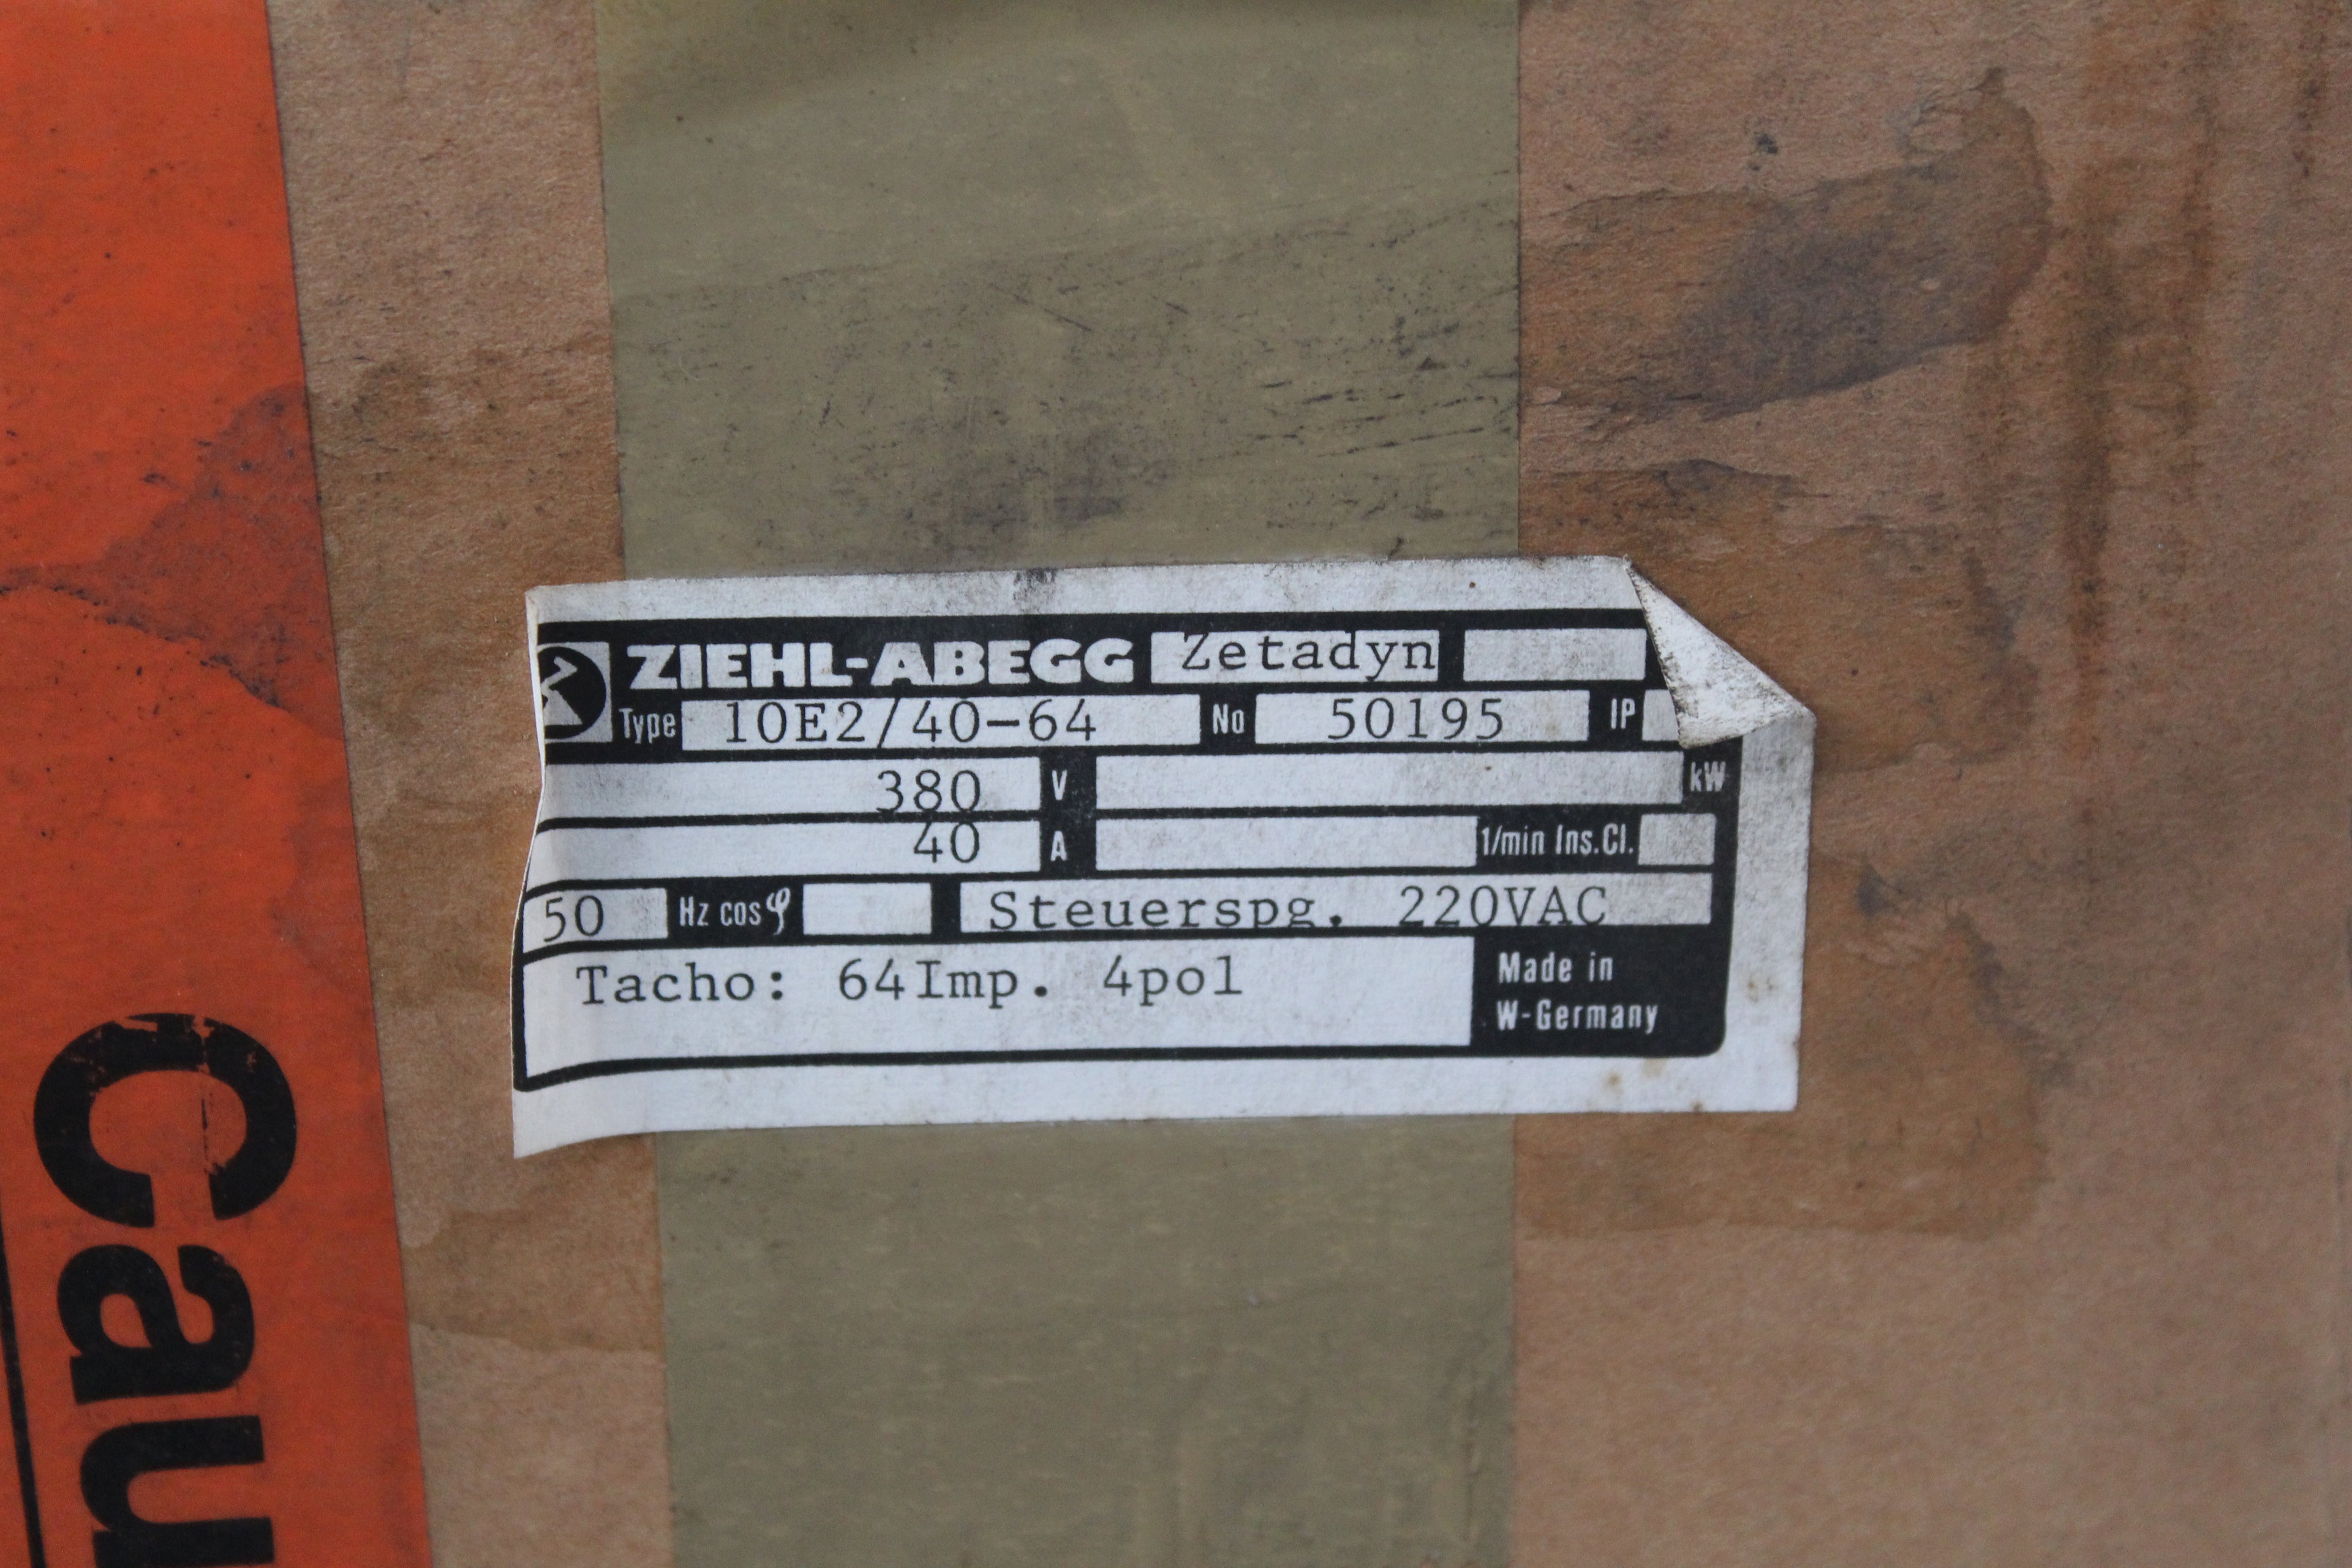 ZIEHL-ABEGG Zetadyn
Type 10E2/40-64 No 50195 IP
380 V kW
40 A 1/min Ins.Cl.
50 Hz cosφ Steuerspg. 220VAC
Tacho: 64Imp. 4pol
Made in
W-Germany
Cau